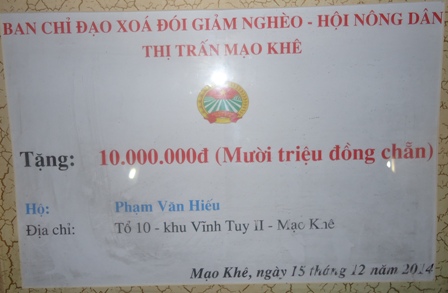 BAN CHỈ ĐẠO XOÁ ĐÓI GIẢM NGHÈO - HỘI NÔNG DÂN
THỊ TRẤN MẠO KHÊ
Tặng: 10.000.000đ (Mười triệu đồng chẵn)
Hộ: Phạm Văn Hiếu
Địa chỉ: Tổ 10 - khu Vĩnh Tuy II - Mạo Khê
Mạo Khê, ngày 15 tháng 12 năm 2014